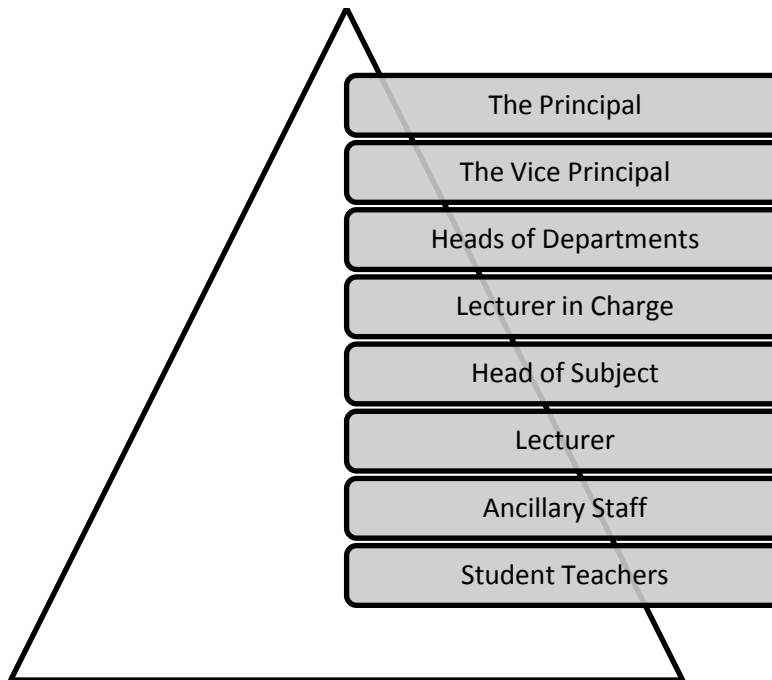 The Principal
The Vice Principal
Heads of Departments
Lecturer in Charge
Head of Subject
Lecturer
Ancillary Staff
Student Teachers